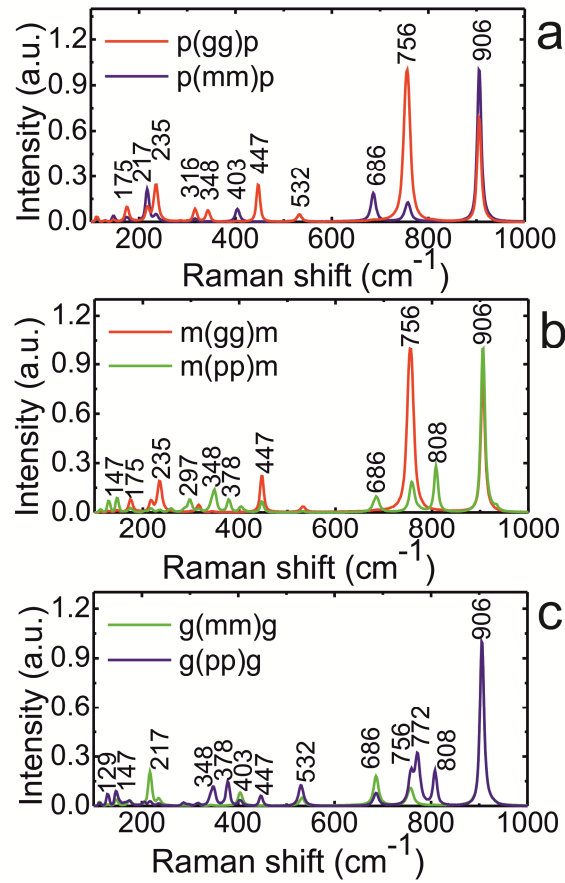 a
p(gg)p
p(mm)p
Intensity (a.u.)
1.2
0.9
0.6
0.3
0.0
175
217
235
316
348
403
447
532
686
756
906
200 400 600 800 1000
Raman shift (cm-1)
b
m(gg)m
m(pp)m
Intensity (a.u.)
1.2
0.9
0.6
0.3
0.0
147
175
235
297
348
378
447
686
756
808
906
200 400 600 800 1000
Raman shift (cm-1)
c
g(mm)g
g(pp)g
Intensity (a.u.)
1.2
0.9
0.6
0.3
0.0
129
147
217
348
378
403
447
532
686
756
772
808
906
200 400 600 800 1000
Raman shift (cm-1)